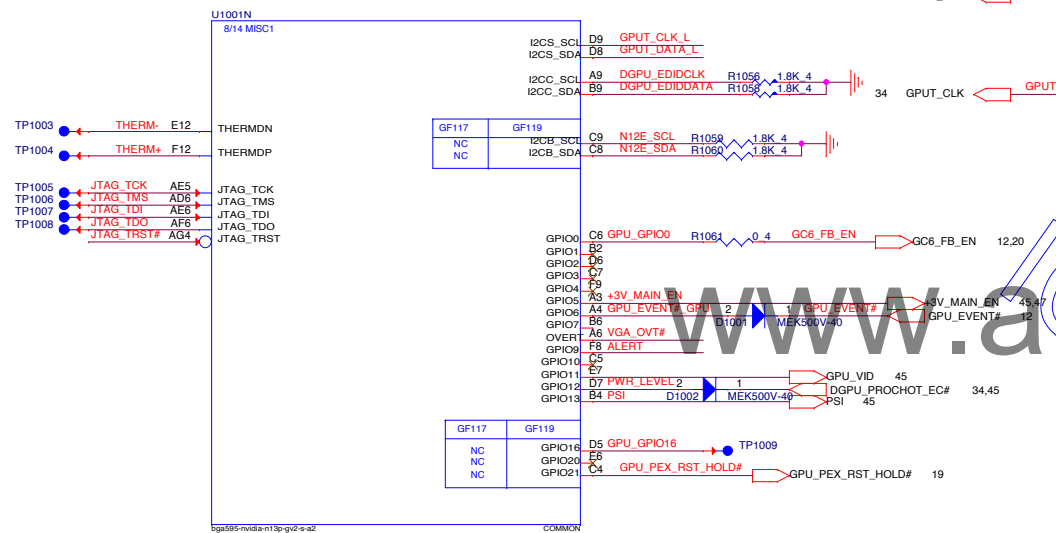 U1001N
8/14 MISC1
I2CS_SCL D9 GPUT_CLK_L
I2CS_SDA D8 GPUT_DATA_L
I2CC_SCL A9 DGPU_EDIDCLK R1056 1.8K_4
I2CC_SDA B9 DGPU_EDIDDATA R1058 1.8K_4
34 GPUT_CLK GPUT
TP1003 THERM- E12 THERMDN
TP1004 THERM+ F12 THERMDP
GF117 GF119
NC I2CB_SCL C9 N12E_SCL R1059 1.8K_4
NC I2CB_SDA C8 N12E_SDA R1060 1.8K_4
TP1005 JTAG_TCK AE5 JTAG_TCK
TP1006 JTAG_TMS AD6 JTAG_TMS
TP1007 JTAG_TDI AE6 JTAG_TDI
TP1008 JTAG_TDO AF6 JTAG_TDO
JTAG_TRST# AG4 JTAG_TRST
GPIO0 C6 GPU_GPIO0 R1061 0_4 GC6_FB_EN GC6_FB_EN 12,20
GPIO1 B2
GPIO2 D6
GPIO3 C7
GPIO4 F9
GPIO5 A3 +3V_MAIN_EN +3V_MAIN_EN 45,47
GPIO6 A4 GPU_EVENT#_GPU 2 D1001 1 MEK500V-40 GPU_EVENT# GPU_EVENT# 12
GPIO7 B6
OVERT A6 VGA_OVT#
GPIO9 F8 ALERT
GPIO10 C5
GPIO11 E7 GPU_VID 45
GPIO12 D7 PWR_LEVEL 2 D1002 1 MEK500V-40 DGPU_PROCHOT_EC# 34,45
GPIO13 B4 PSI PSI 45
GF117 GF119
NC GPIO16 D5 GPU_GPIO16 TP1009
NC GPIO20 E6
NC GPIO21 C4 GPU_PEX_RST_HOLD# GPU_PEX_RST_HOLD# 19
bga595-nvidia-n13p-gv2-s-a2 COMMON
www.a